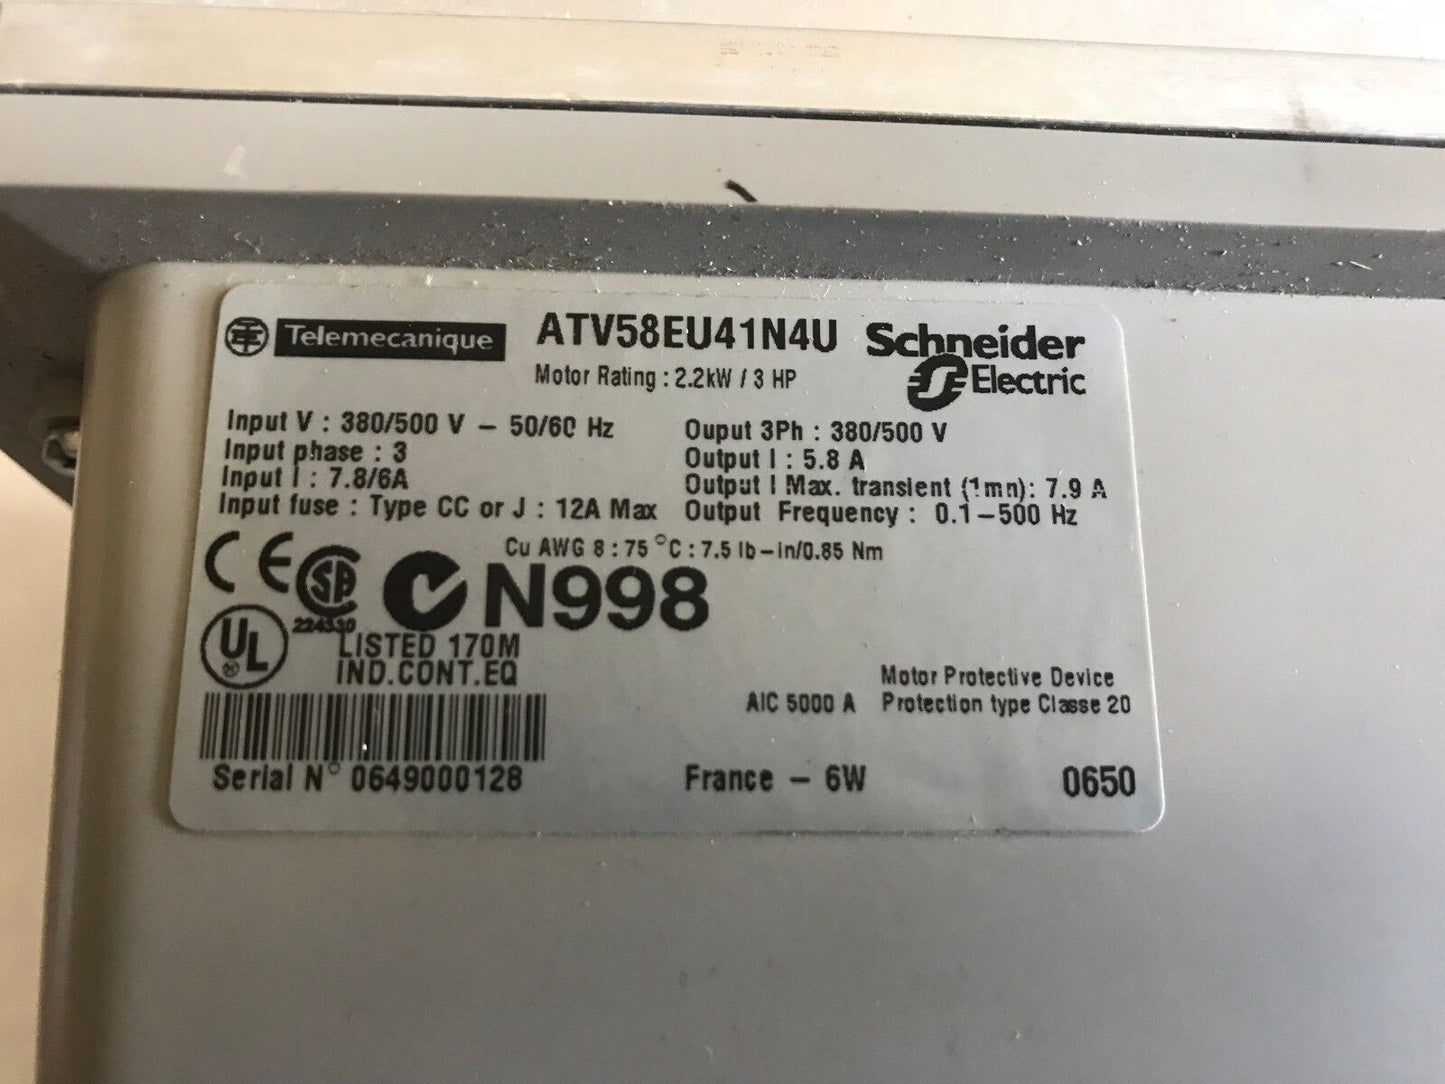 Telemecanique ATV58EU41N4U Schneider Electric
Motor Rating : 2.2kW / 3 HP
Input V : 380/500 V – 50/60 Hz
Input phase : 3
Input I : 7.8/6A
Input fuse : Type CC or J : 12A Max
Ouput 3Ph : 380/500 V
Output I : 5.8 A
Output I Max. transient (1mn): 7.9 A
Output Frequency : 0.1–500 Hz
Cu AWG 8 : 75 °C : 7.5 lb–in/0.85 Nm
CE SA N998
224330
UL ® LISTED 170M
IND.CONT.EQ
Motor Protective Device
AIC 5000 A Protection type Classe 20
Serial N° 0649000128 France – 6W 0650